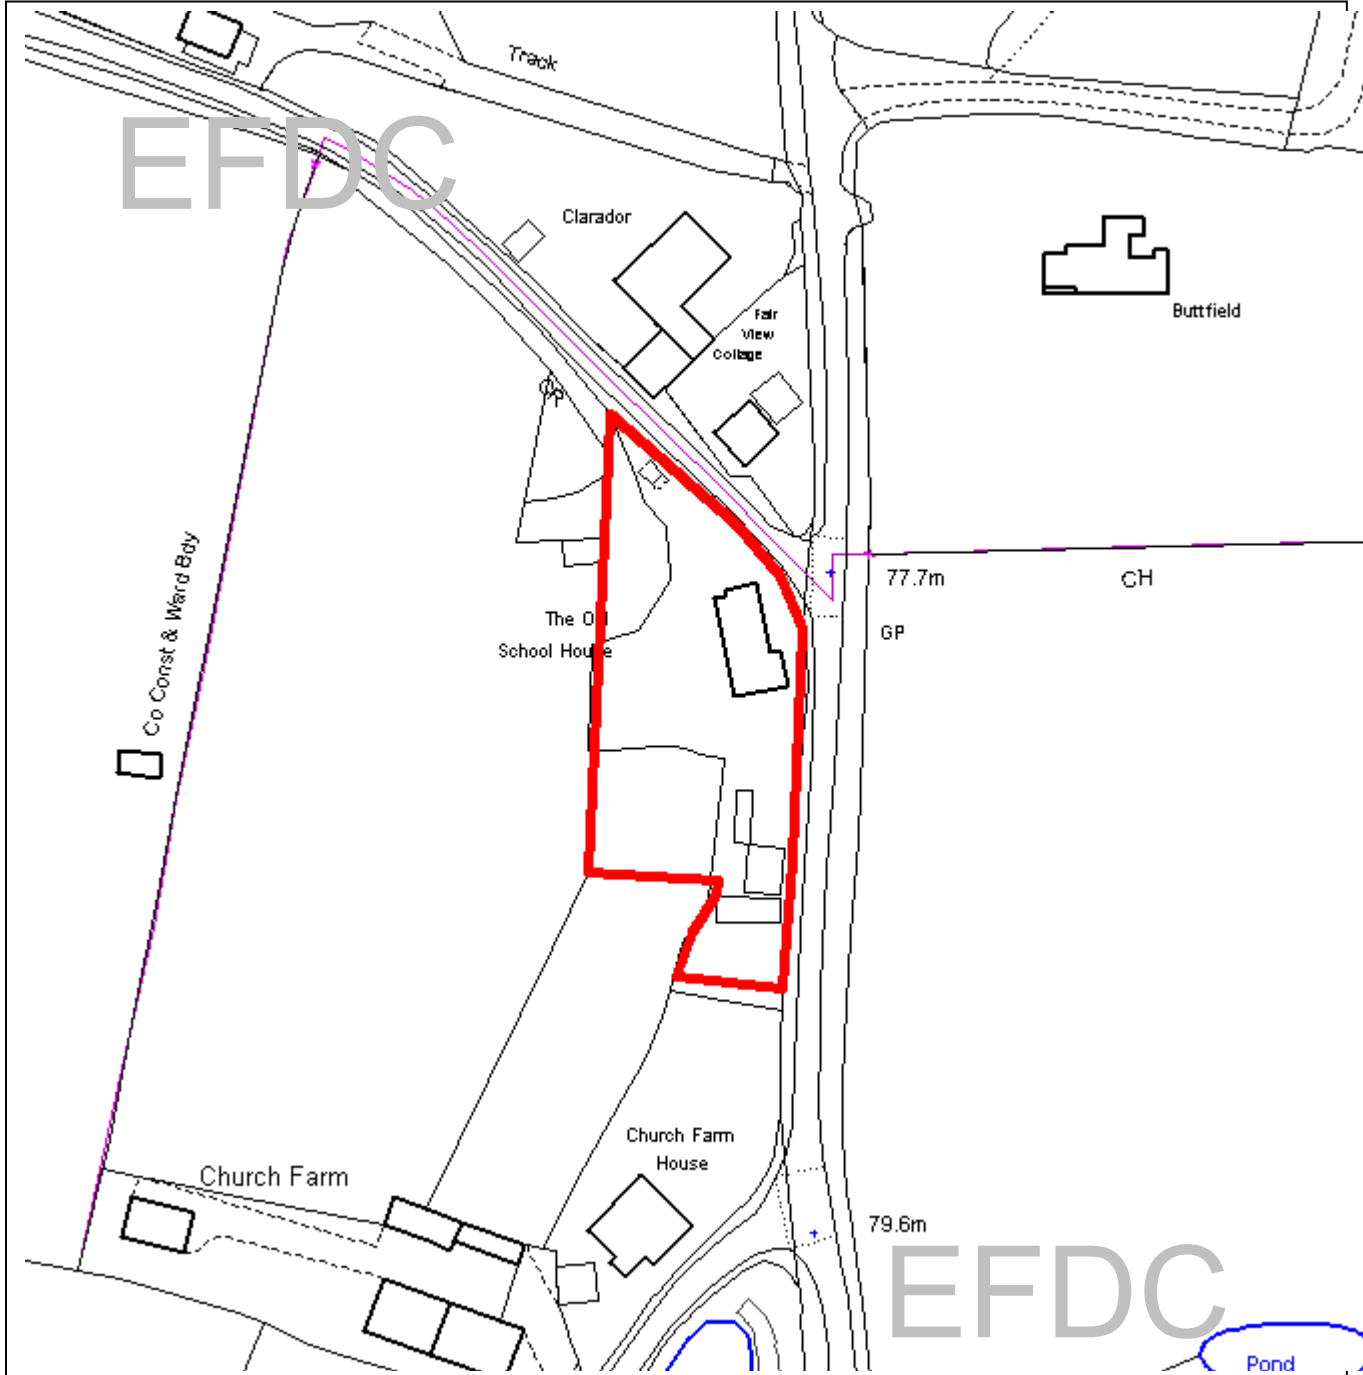 Track
EFDC
Clarador
Fair
View
Cottage
Buttfield
77.7m
CH
GP
Co Const & Ward Bdy
The Old
School House
Church Farm
House
Church Farm
79.6m
EFDC
Pond